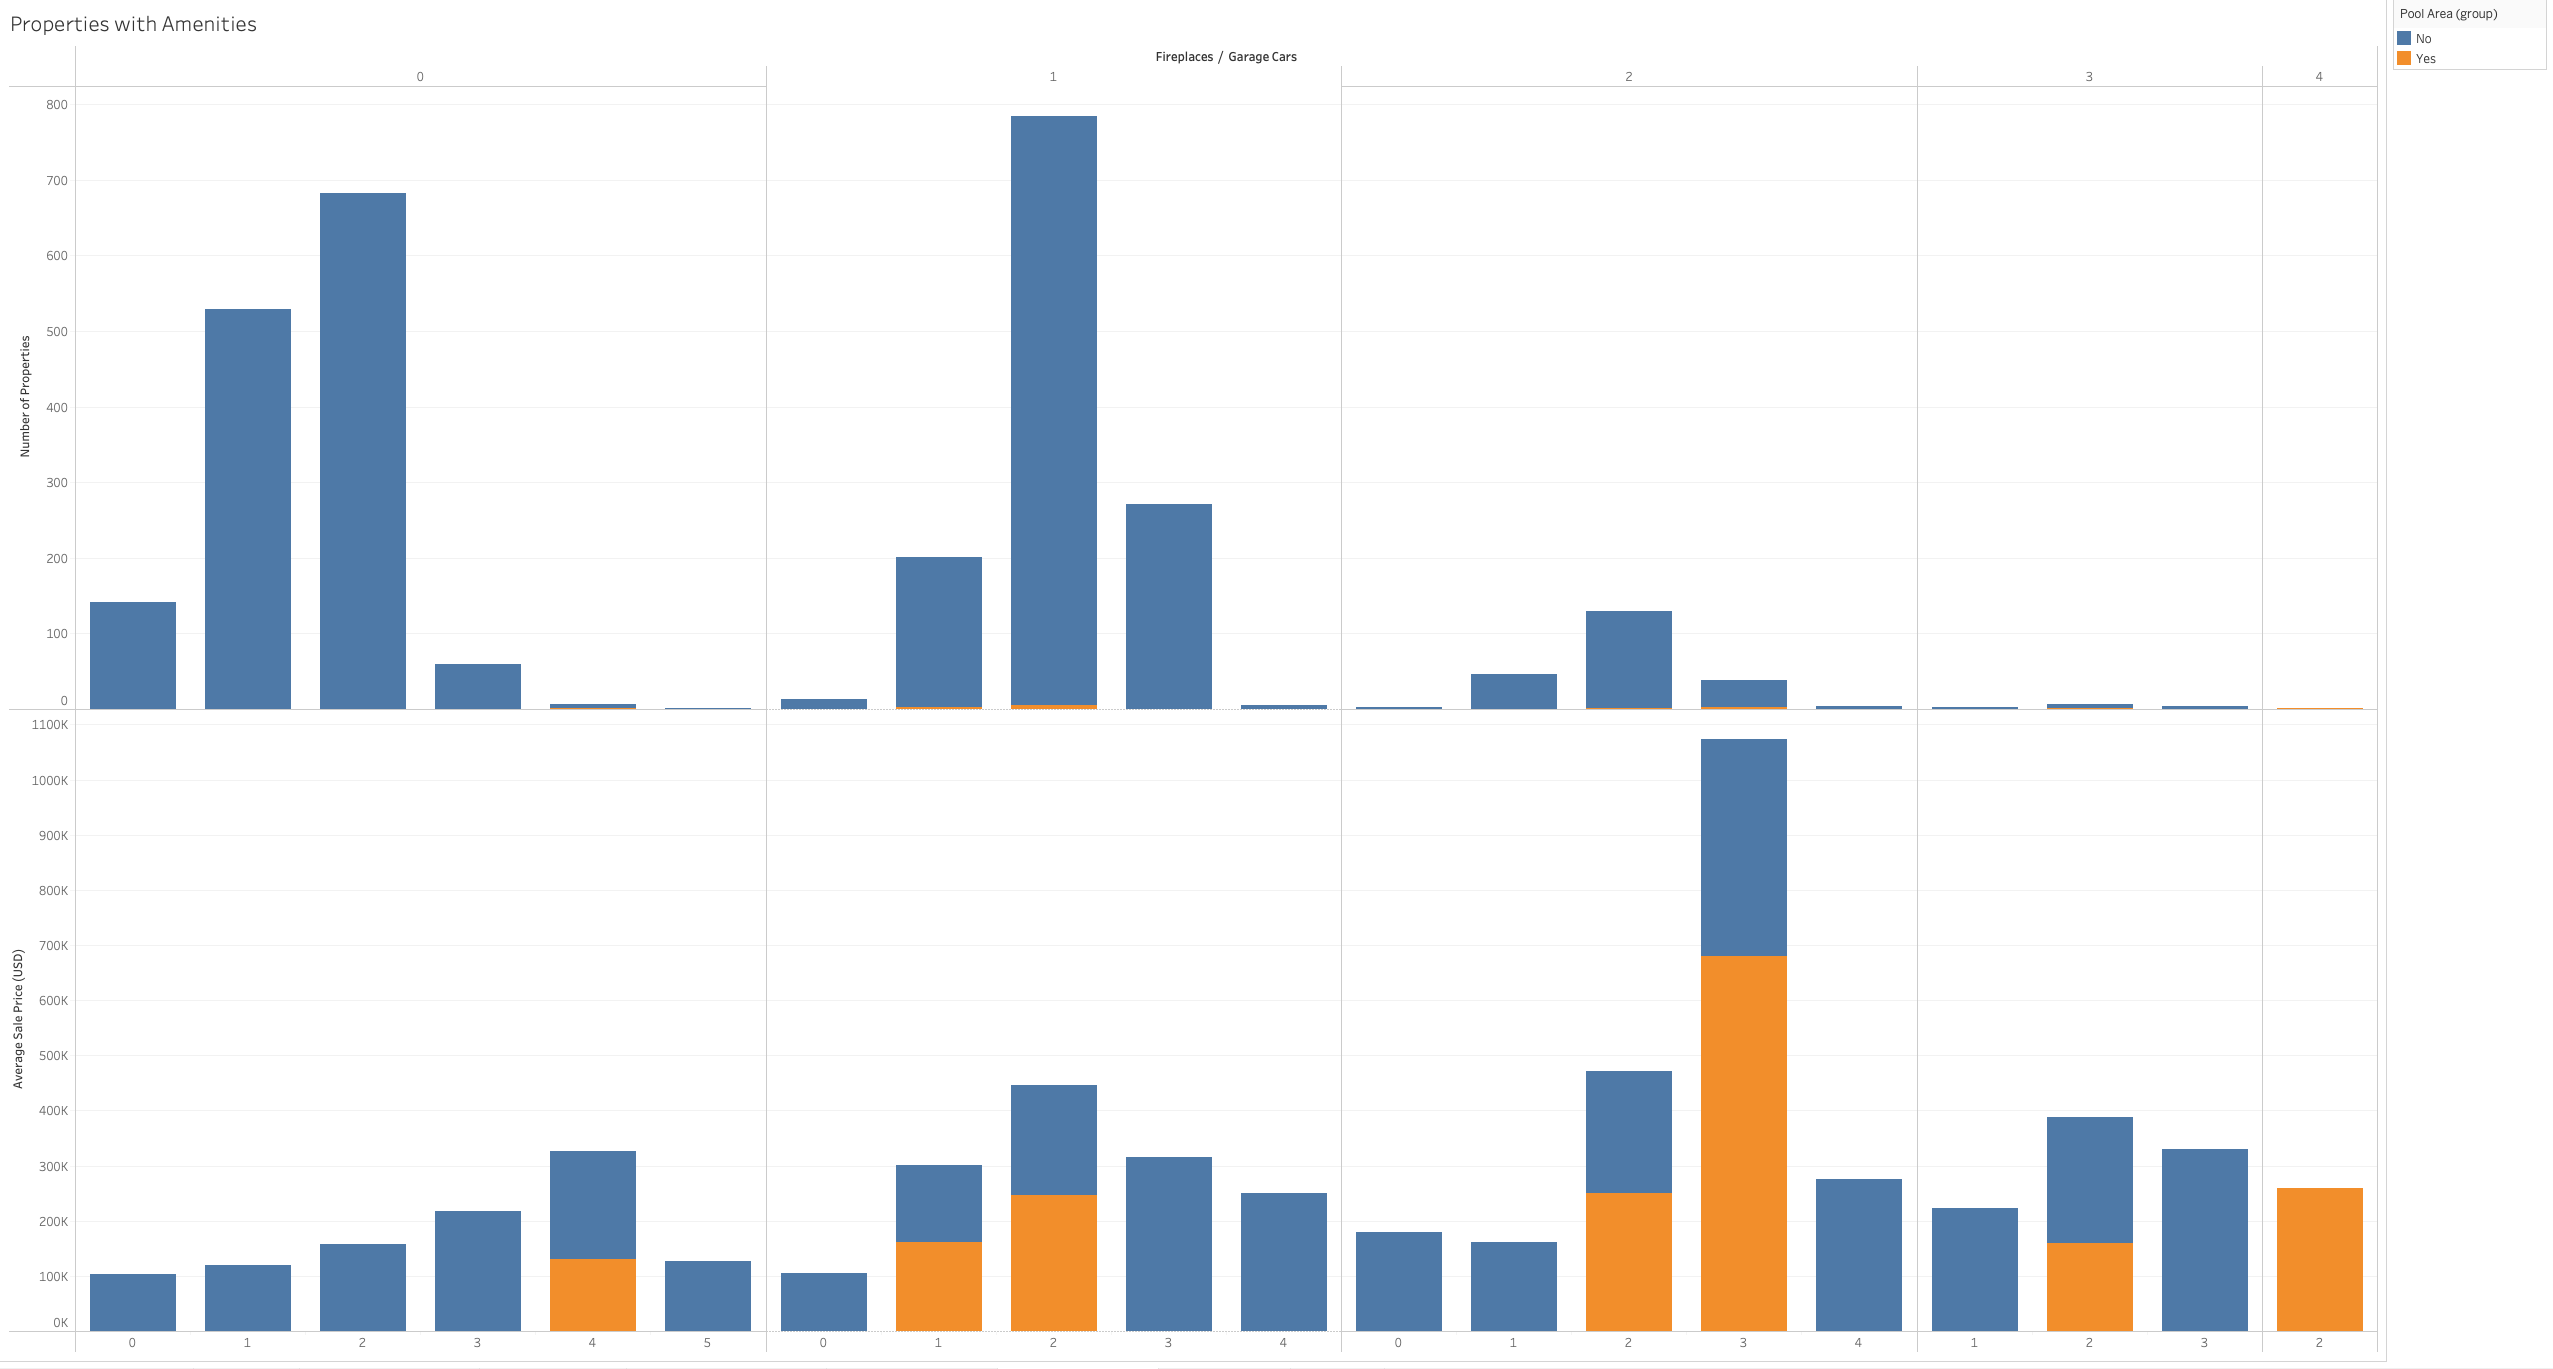 Properties with Amenities
Pool Area (group)
No
Yes
Fireplaces / Garage Cars
0 1 2 3 4
Number of Properties
800
700
600
500
400
300
200
100
0
Average Sale Price (USD)
1100K
1000K
900K
800K
700K
600K
500K
400K
300K
200K
100K
0K
0 1 2 3 4 5 0 1 2 3 4 0 1 2 3 4 1 2 3 2